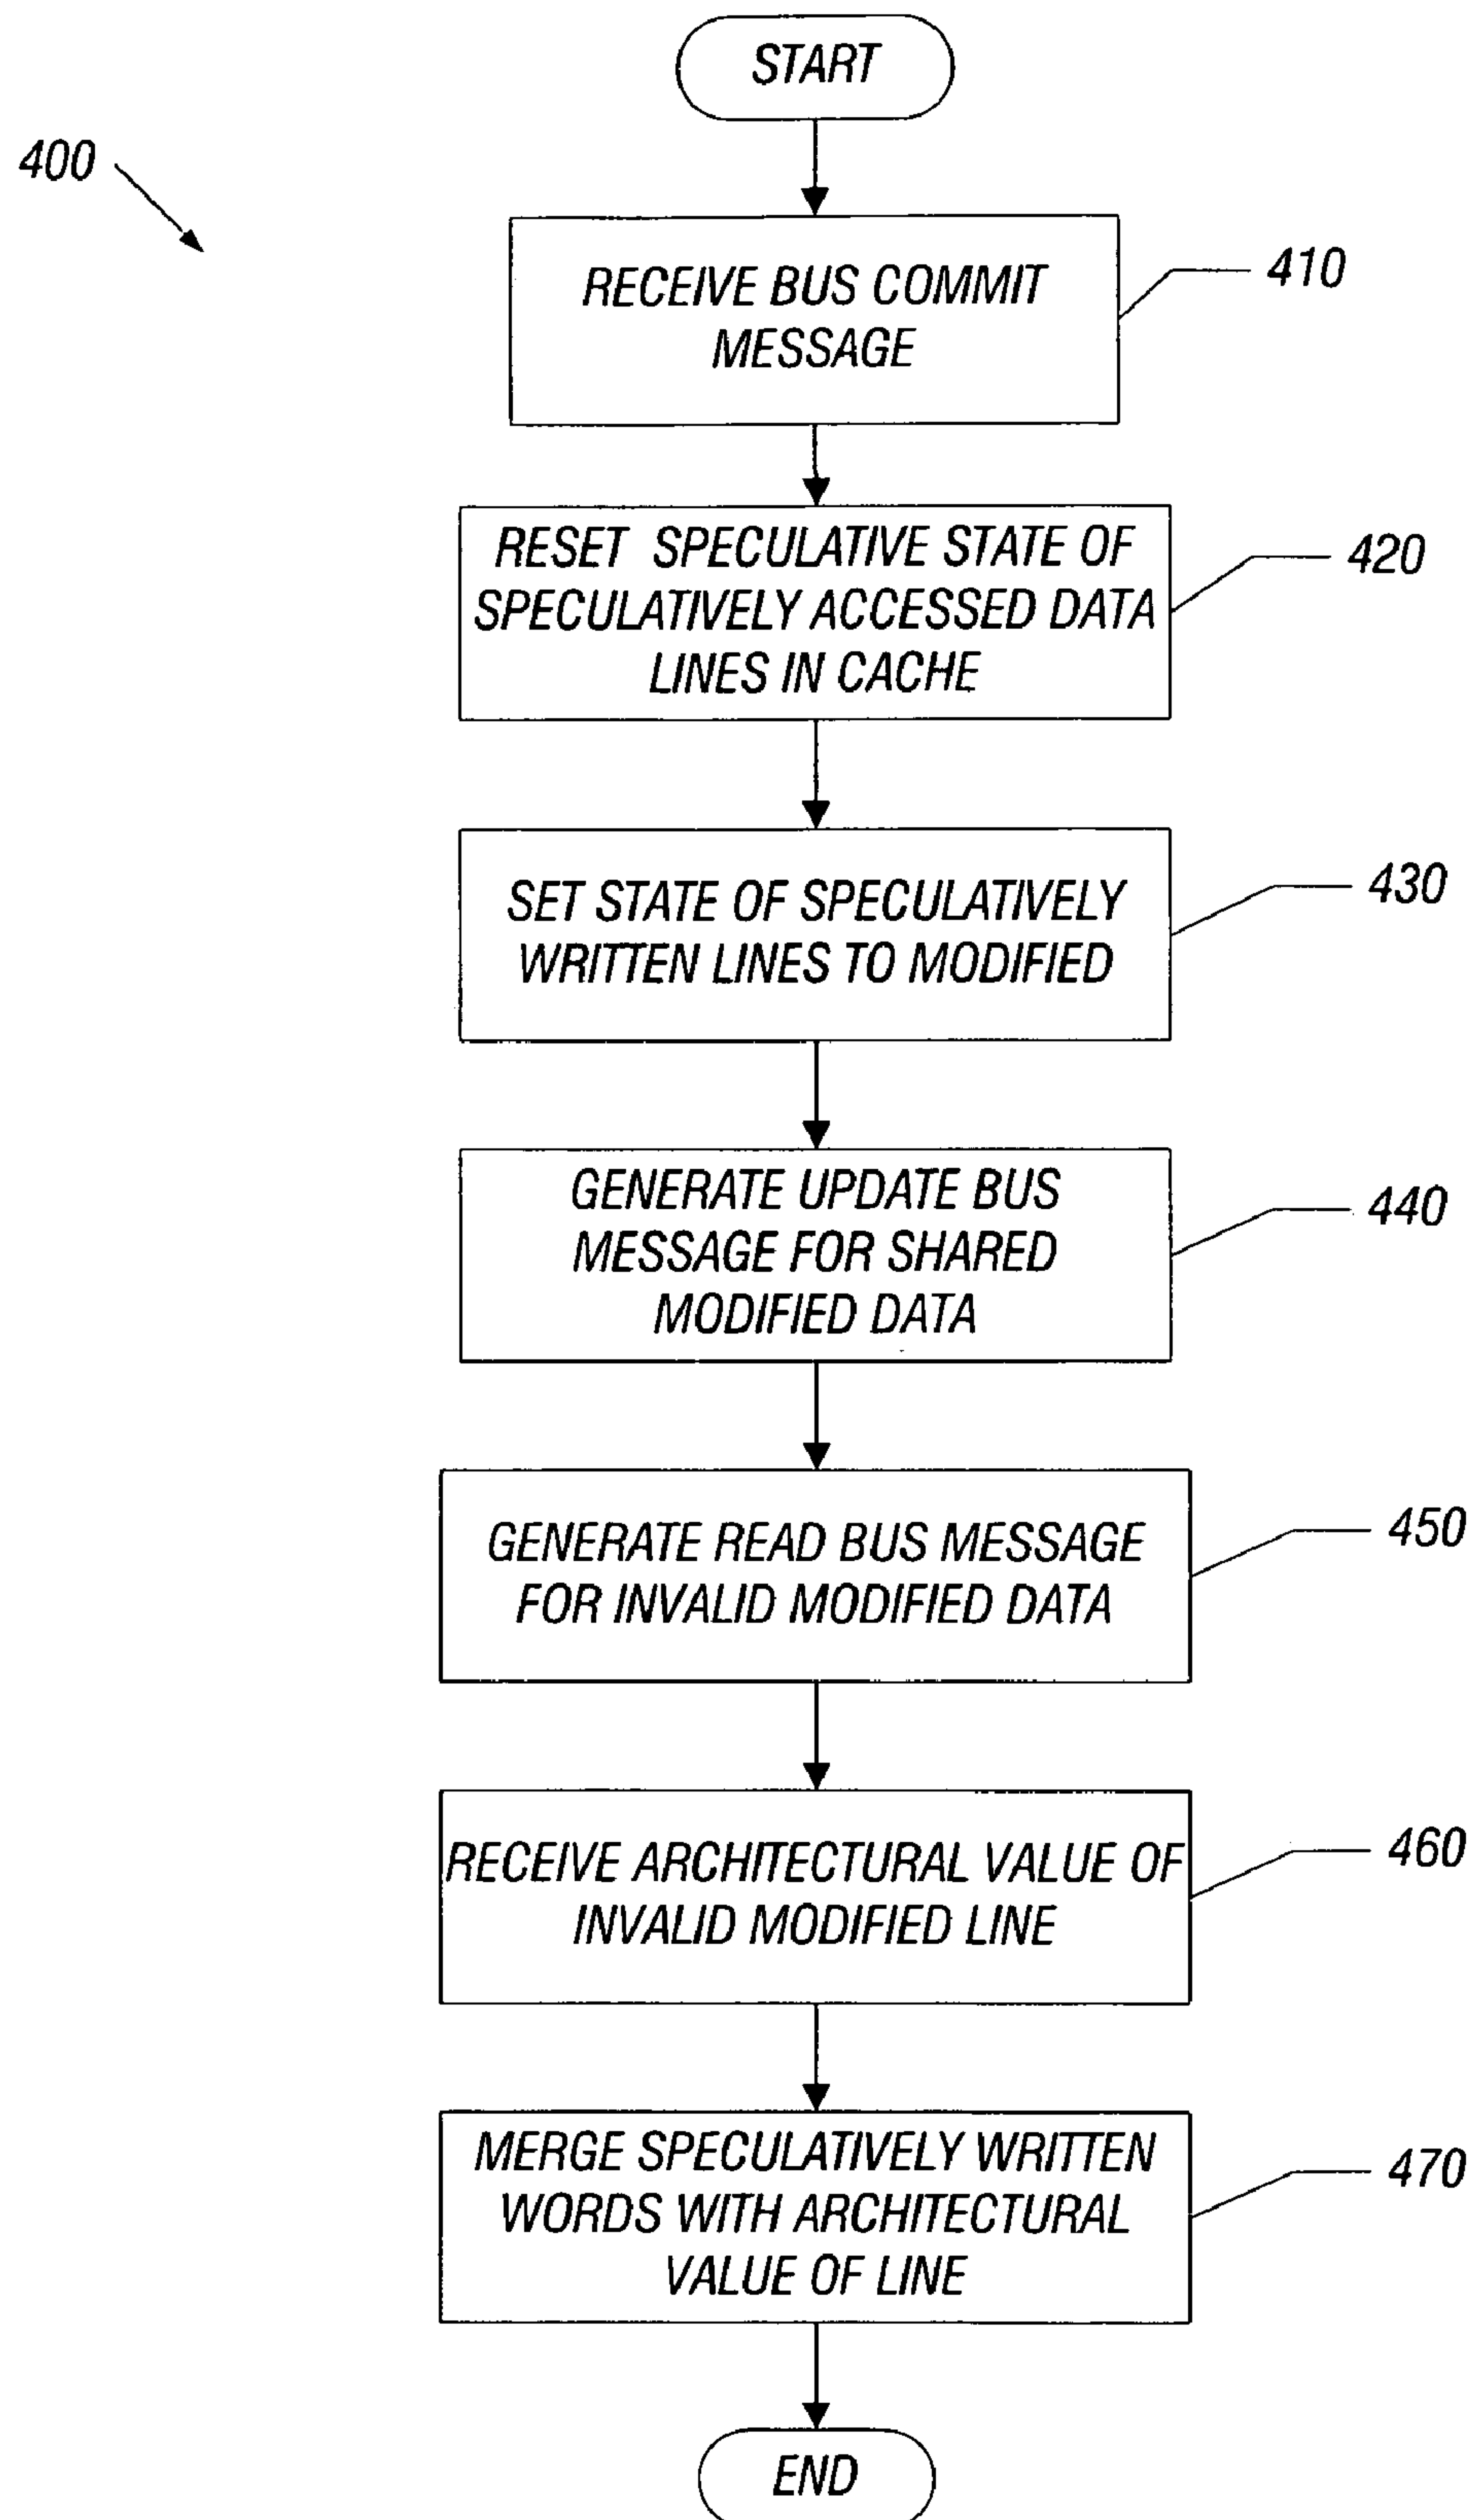 START
400
RECEIVE BUS COMMIT
MESSAGE
410
RESET SPECULATIVE STATE OF
SPECULATIVELY ACCESSED DATA
LINES IN CACHE
420
SET STATE OF SPECULATIVELY
WRITTEN LINES TO MODIFIED
430
GENERATE UPDATE BUS
MESSAGE FOR SHARED
MODIFIED DATA
440
GENERATE READ BUS MESSAGE
FOR INVALID MODIFIED DATA
450
RECEIVE ARCHITECTURAL VALUE OF
INVALID MODIFIED LINE
460
MERGE SPECULATIVELY WRITTEN
WORDS WITH ARCHITECTURAL
VALUE OF LINE
470
END